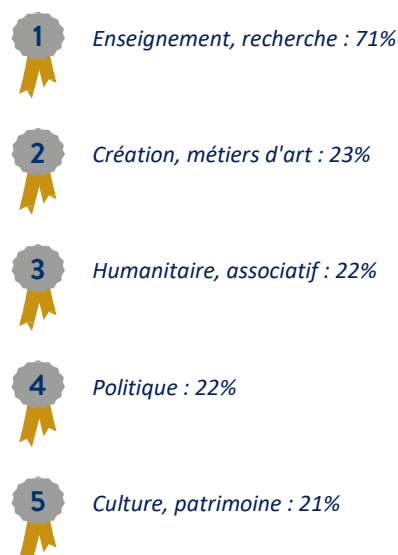 1
Enseignement, recherche : 71%
2
Création, métiers d'art : 23%
3
Humanitaire, associatif : 22%
4
Politique : 22%
5
Culture, patrimoine : 21%